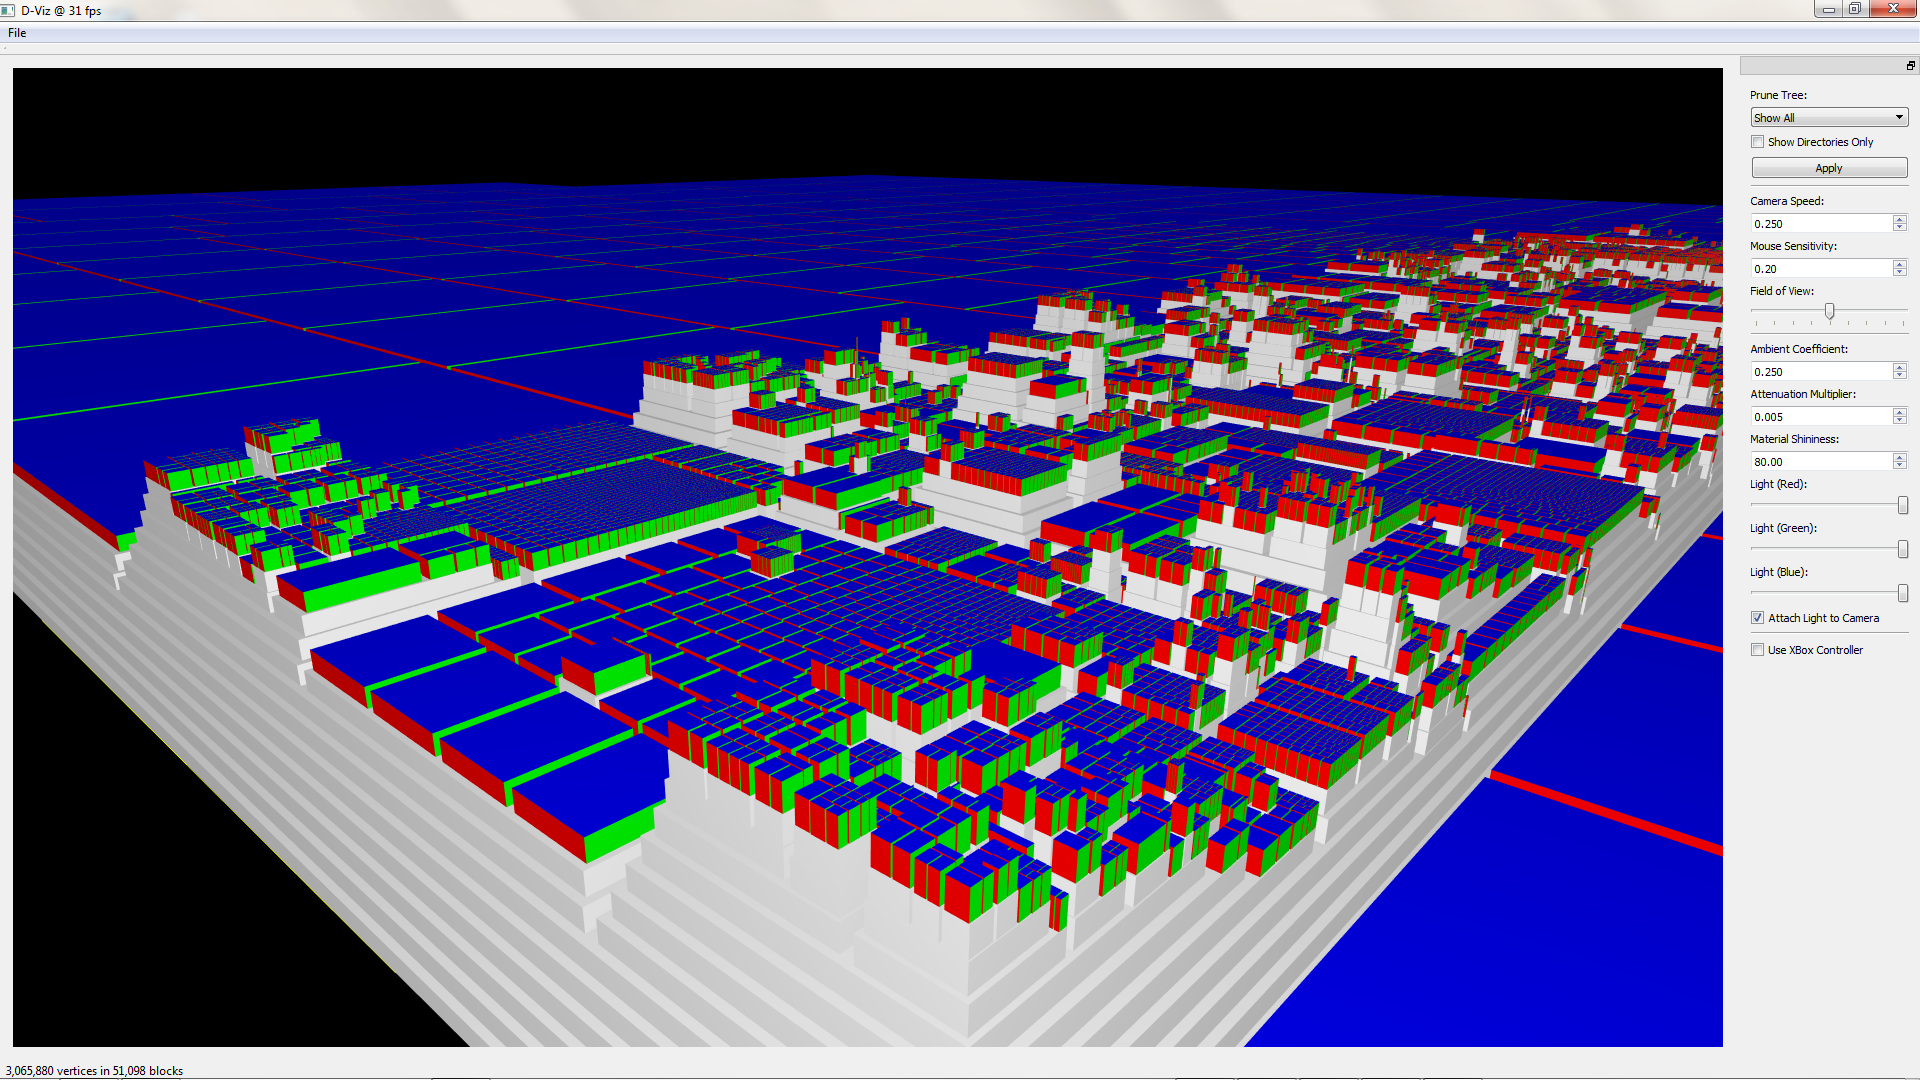 D-Viz @ 31 fps
File
Prune Tree:
Show All
Show Directories Only
Apply
Camera Speed:
0.250
Mouse Sensitivity:
0.20
Field of View:
Ambient Coefficient:
0.250
Attenuation Multiplier:
0.005
Material Shininess:
80.00
Light (Red):
Light (Green):
Light (Blue):
Attach Light to Camera
Use XBox Controller
3,065,880 vertices in 51,098 blocks